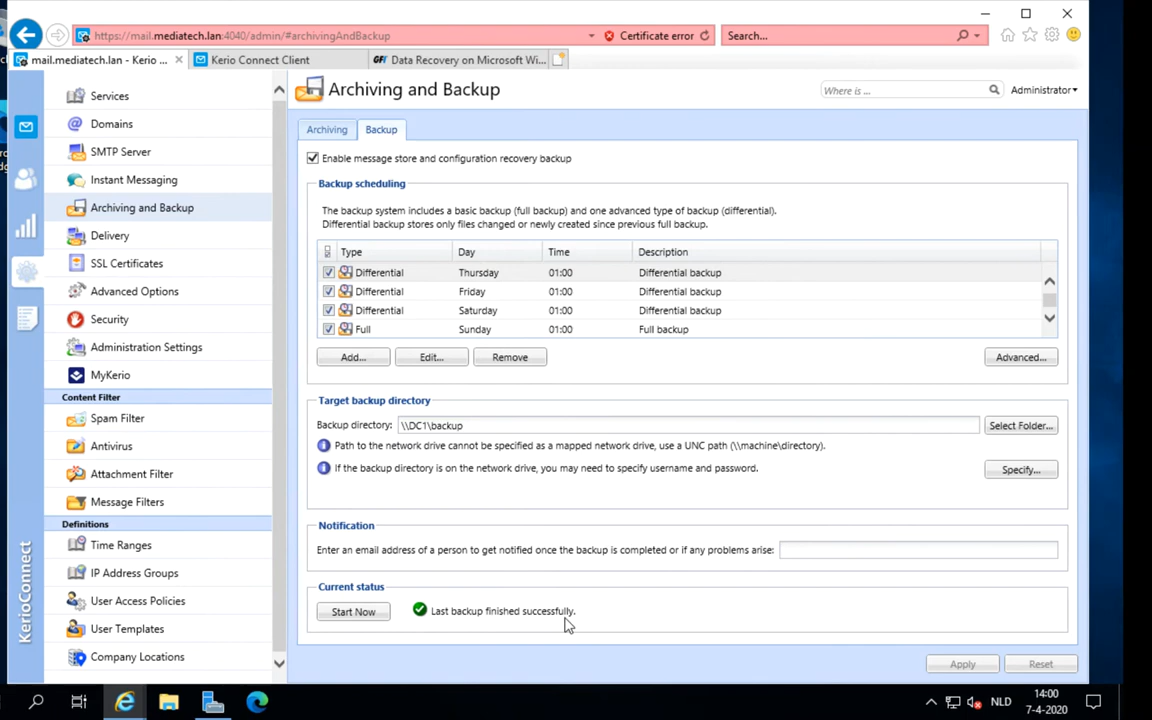 https://mail.mediatech.lan:4040/admin/#archivingAndBackup
Certificate error
Search...
mail.mediatech.lan - Kerio ...
Kerio Connect Client
GFI Data Recovery on Microsoft Wi...
Services
Domains
SMTP Server
Instant Messaging
Archiving and Backup
Delivery
SSL Certificates
Advanced Options
Security
Administration Settings
MyKerio
Content Filter
Spam Filter
Antivirus
Attachment Filter
Message Filters
Definitions
Time Ranges
IP Address Groups
User Access Policies
User Templates
Company Locations
KerioConnect
Archiving and Backup
Where is ...
Administrator
Archiving
Backup
Enable message store and configuration recovery backup
Backup scheduling
The backup system includes a basic backup (full backup) and one advanced type of backup (differential).
Differential backup stores only files changed or newly created since previous full backup.
Type Day Time Description
Differential Thursday 01:00 Differential backup
Differential Friday 01:00 Differential backup
Differential Saturday 01:00 Differential backup
Full Sunday 01:00 Full backup
Add... Edit... Remove Advanced...
Target backup directory
Backup directory: \\DC1\backup Select Folder...
Path to the network drive cannot be specified as a mapped network drive, use a UNC path (\\machine\directory).
If the backup directory is on the network drive, you may need to specify username and password.
Specify...
Notification
Enter an email address of a person to get notified once the backup is completed or if any problems arise:
Current status
Start Now
Last backup finished successfully.
Apply Reset
NLD
14:00
7-4-2020